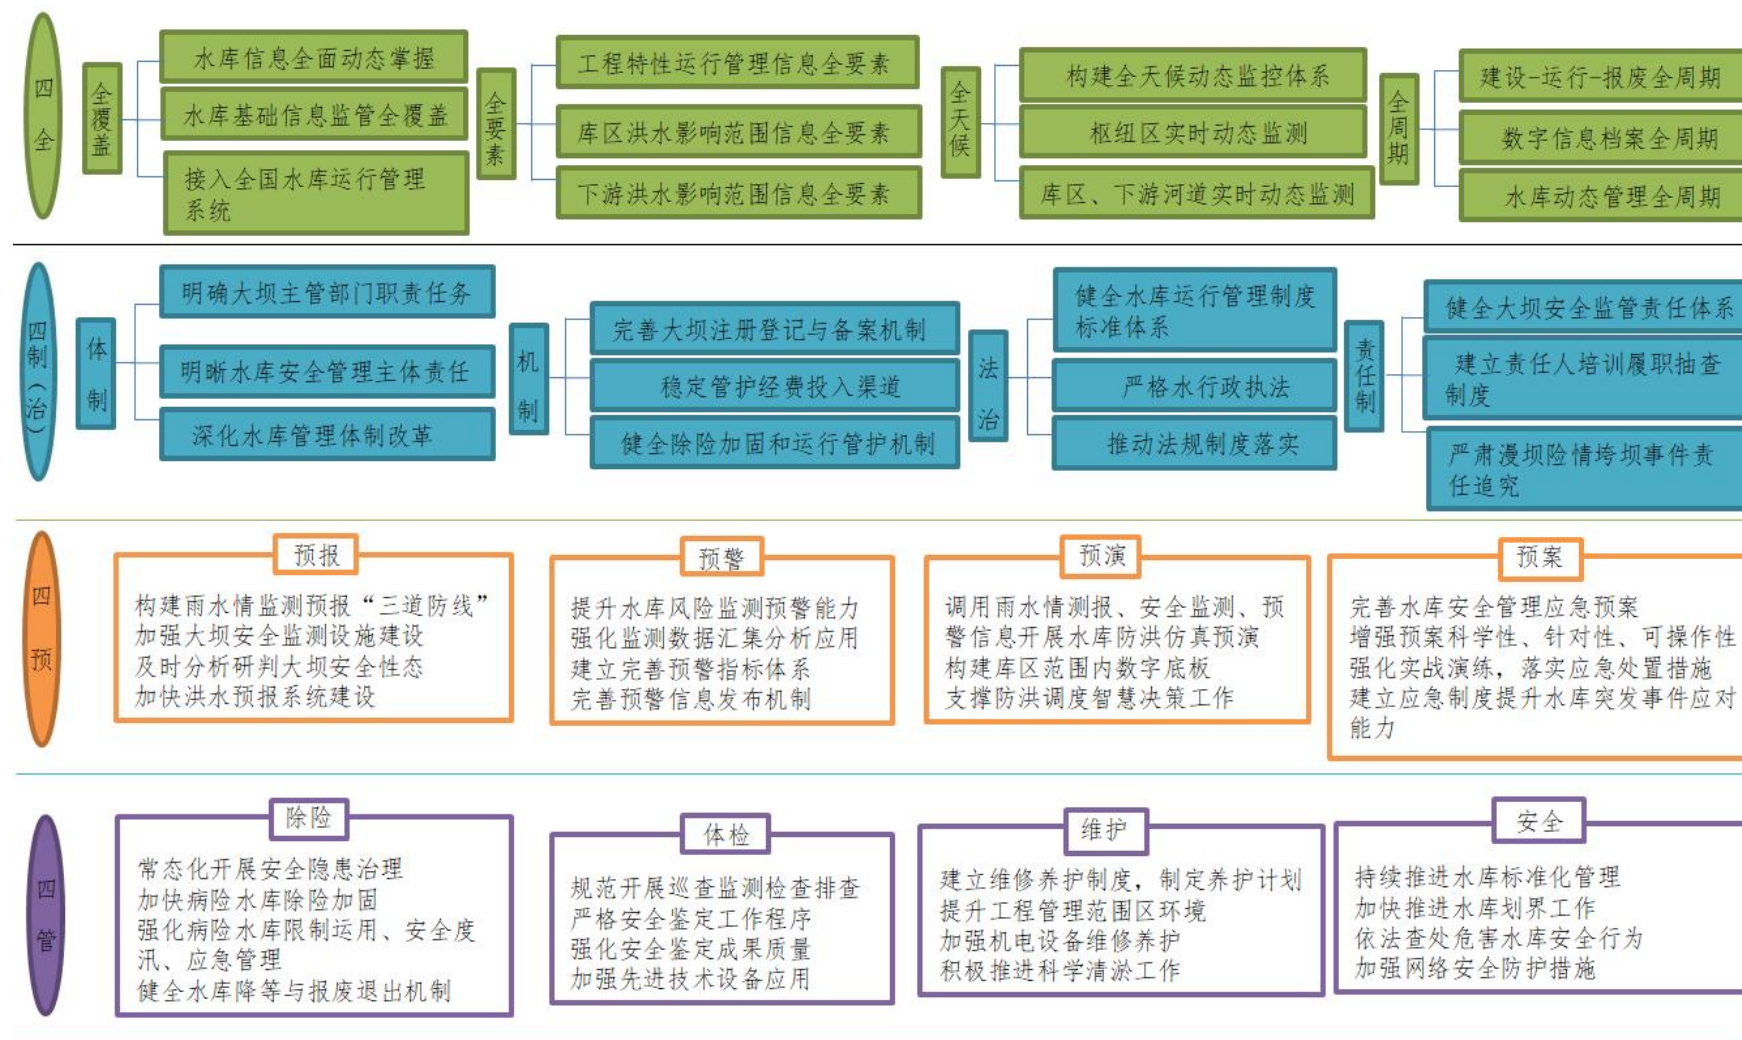 四全
全覆盖
水库信息全面动态掌握
水库基础信息监管全覆盖
接入全国水库运行管理
系统
全要素
工程特性运行管理信息全要素
库区洪水影响范围信息全要素
下游洪水影响范围信息全要素
全天候
构建全天候动态监控体系
枢纽区实时动态监测
库区、下游河道实时动态监测
全周期
建设-运行-报废全周期
数字信息档案全周期
水库动态管理全周期
四制（治）
体制
明确大坝主管部门职责任务
明晰水库安全管理主体责任
深化水库管理体制改革
机制
完善大坝注册登记与备案机制
稳定管护经费投入渠道
健全除险加固和运行管护机制
法治
健全水库运行管理制度
标准体系
严格水行政执法
推动法规制度落实
责任制
健全大坝安全监管责任体系
建立责任人培训履职抽查
制度
严肃漫坝险情垮坝事件责
任追究
四预
预报
构建雨水情监测预报“三道防线”
加强大坝安全监测设施建设
及时分析研判大坝安全性态
加快洪水预报系统建设
预警
提升水库风险监测预警能力
强化监测数据汇集分析应用
建立完善预警指标体系
完善预警信息发布机制
预演
调用雨水情测报、安全监测、预
警信息开展水库防洪仿真预演
构建库区范围内数字底板
支撑防洪调度智慧决策工作
预案
完善水库安全管理应急预案
增强预案科学性、针对性、可操作性
强化实战演练，落实应急处置措施
建立应急制度提升水库突发事件应对
能力
四管
除险
常态化开展安全隐患治理
加快病险水库除险加固
强化病险水库限制运用、安全度
汛、应急管理
健全水库降等与报废退出机制
体检
规范开展巡查监测检查排查
严格安全鉴定工作程序
强化安全鉴定成果质量
加强先进技术设备应用
维护
建立维修养护制度，制定养护计划
提升工程管理范围区环境
加强机电设备维修养护
积极推进科学清淤工作
安全
持续推进水库标准化管理
加快推进水库划界工作
依法查处危害水库安全行为
加强网络安全防护措施